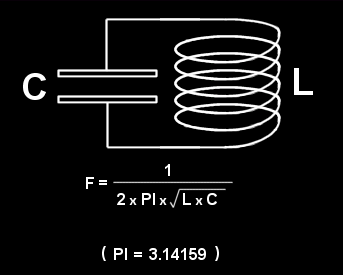 C
L
F = 1
2 x PI x √ L x C
( PI = 3.14159 )